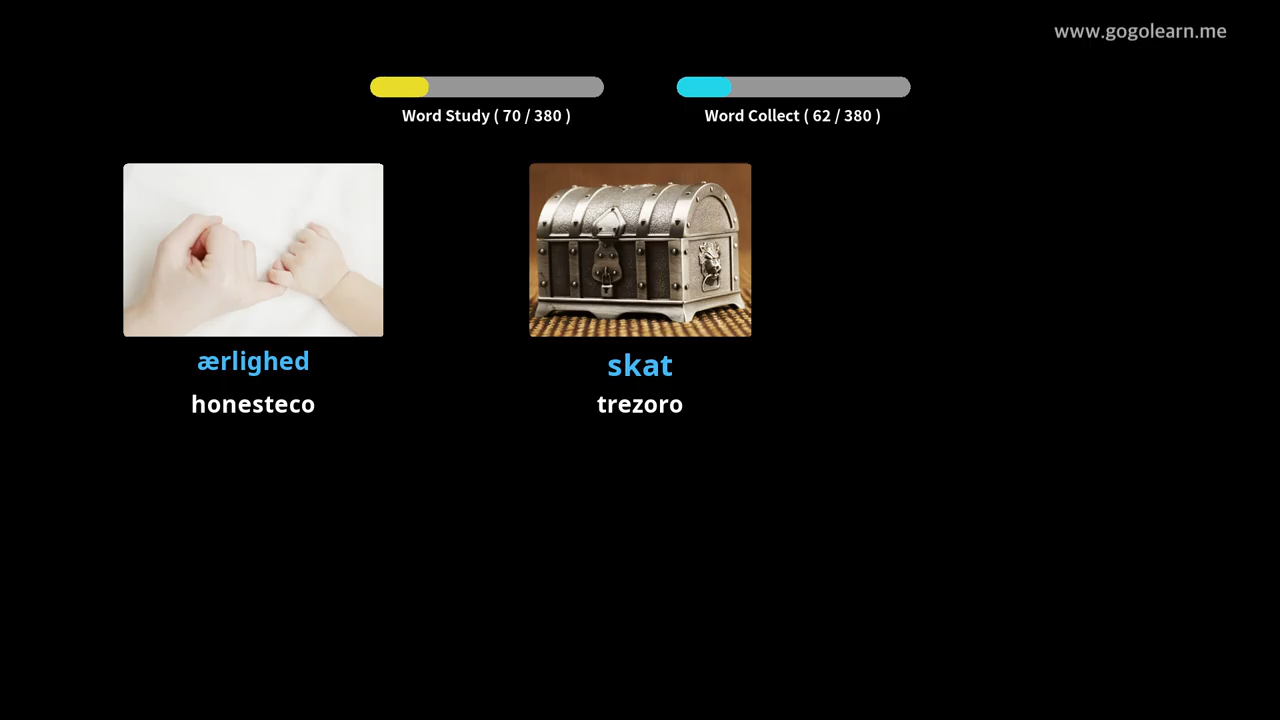 www.gogolearn.me
Word Study ( 70 / 380 )
Word Collect ( 62 / 380 )
ærlighed
skat
honesteco
trezoro